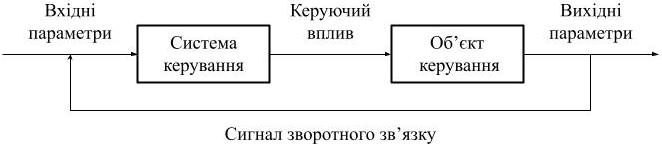 Вхідні
параметри
Система
керування
Керуючий
вплив
Об’єкт
керування
Вихідні
параметри
Сигнал зворотного зв’язку